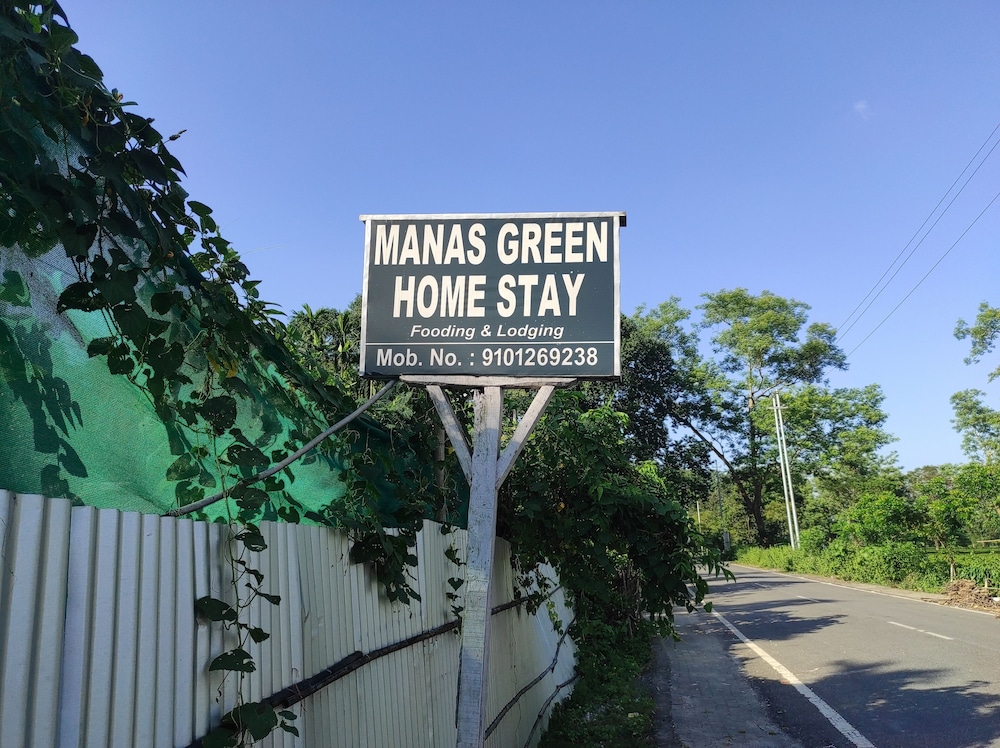 MANAS GREEN
HOME STAY
Fooding & Lodging
Mob. No. : 9101269238